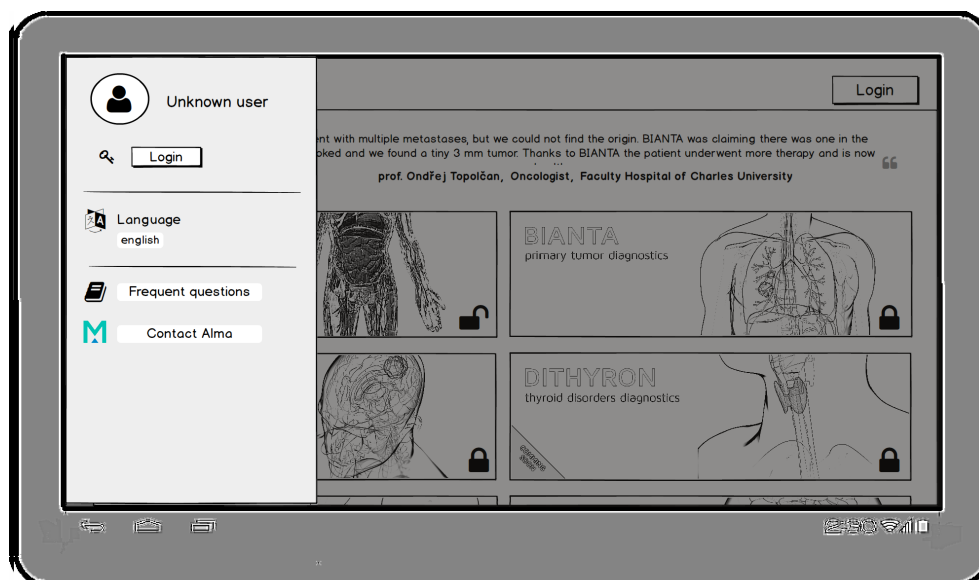 Unknown user
Login
Language
english
Frequent questions
Contact Alma
Login
ent with multiple metastases, but we could not find the origin. BIANTA was claiming there was one in the
oked and we found a tiny 3 mm tumor. Thanks to BIANTA the patient underwent more therapy and is now
prof. Ondřej Topolčan, Oncologist, Faculty Hospital of Charles University
BIANTA
primary tumor diagnostics
DITHYRON
thyroid disorders diagnostics
COMING
SOON